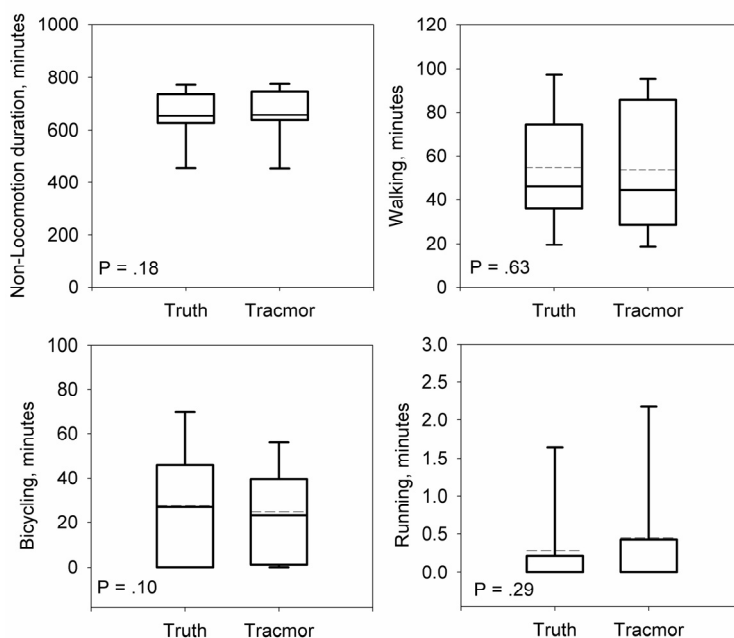 Non-Locomotion duration, minutes
1000
800
600
400
200
0
P = .18
Truth Tracmor
Walking, minutes
120
100
80
60
40
20
0
P = .63
Truth Tracmor
Bicycling, minutes
100
80
60
40
20
0
P = .10
Truth Tracmor
Running, minutes
3.0
2.5
2.0
1.5
1.0
0.5
0.0
P = .29
Truth Tracmor